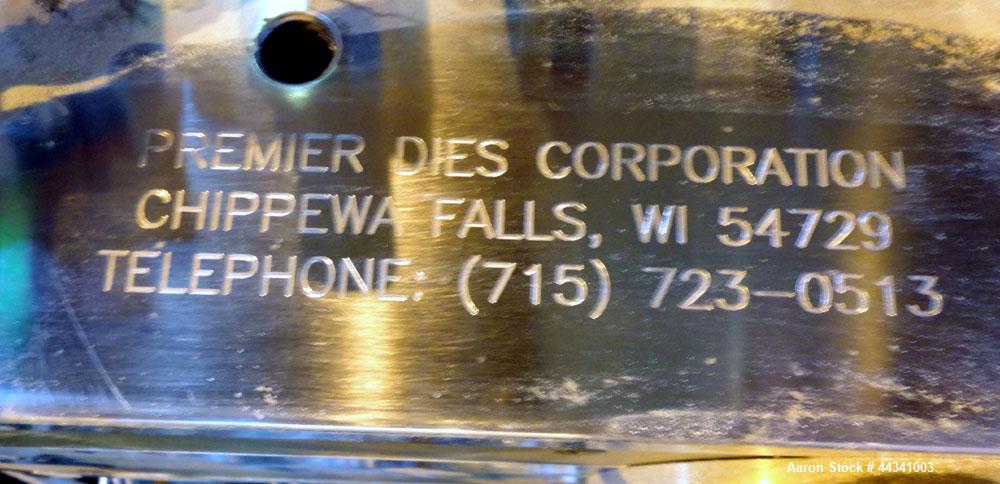 PREMIER DIES CORPORATION
CHIPPEWA FALLS, WI 54729
TELEPHONE: (715) 723-0513
Aaron Stock # 44341003